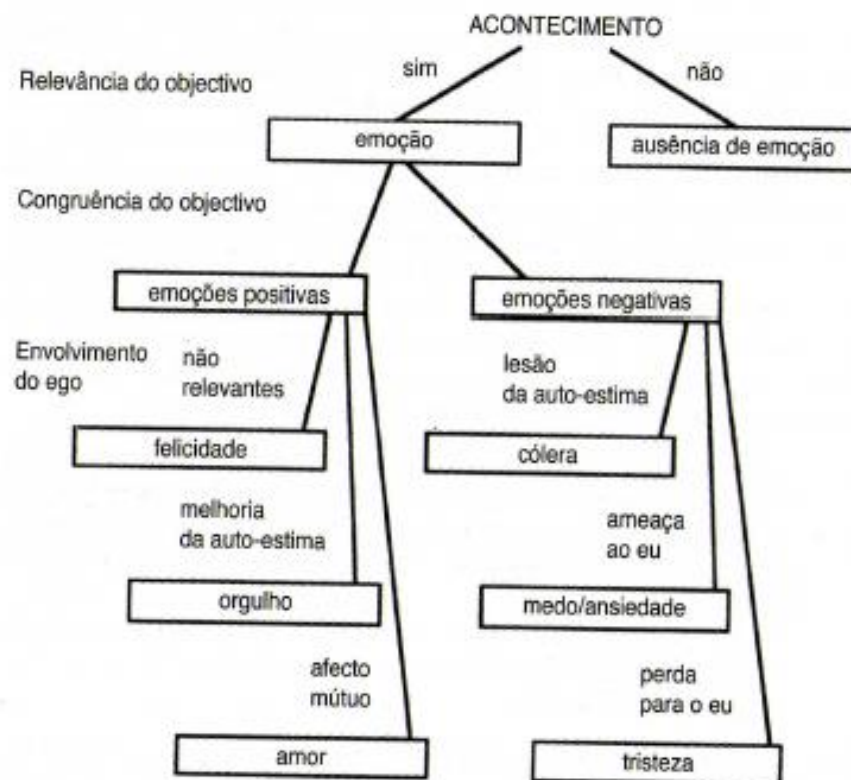 ACONTECIMENTO
Relevância do objectivo
sim
não
emoção
ausência de emoção
Congruência do objectivo
emoções positivas
emoções negativas
Envolvimento
do ego
não
relevantes
lesão
da auto-estima
felicidade
cólera
melhoria
da auto-estima
ameaça
ao eu
orgulho
medo/ansiedade
afecto
mútuo
perda
para o eu
amor
tristeza